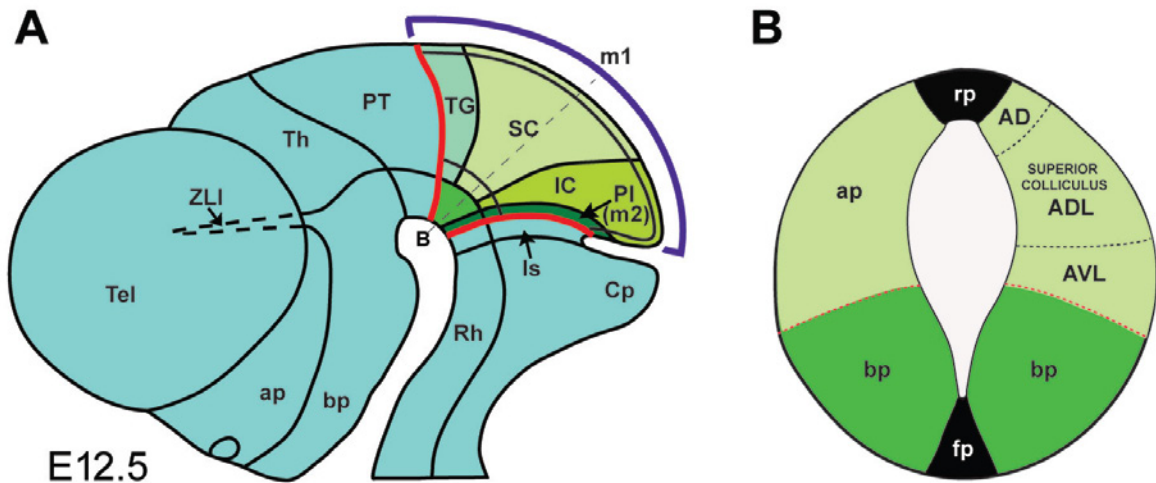 A
B
m1
PT
TG
SC
Th
ZLI
IC
PI
(m2)
B
Is
Tel
Cp
Rh
ap
bp
E12.5
rp
AD
SUPERIOR
COLLICULUS
ADL
ap
AVL
bp
bp
fp